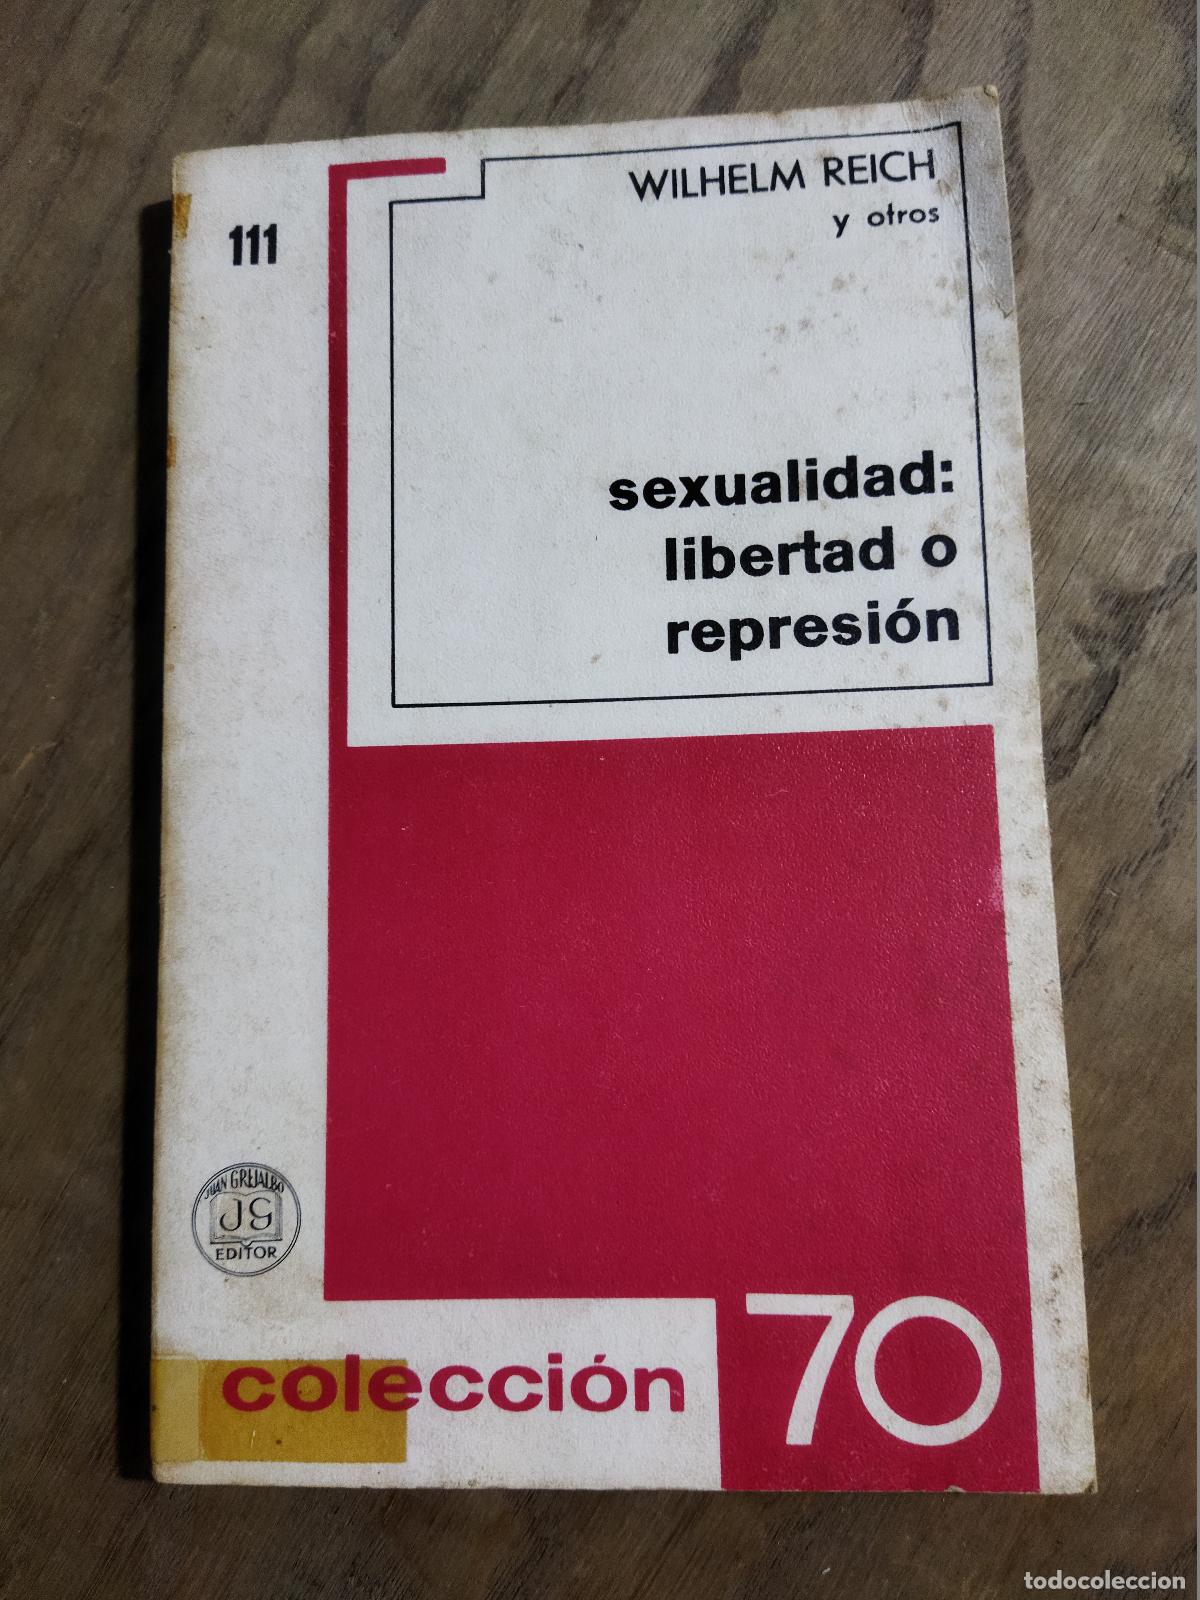 WILHELM REICH
y otros
111
sexualidad:
libertad o
represión
JUAN GRIJALBO
JG
EDITOR
colección 70
todocoleccion